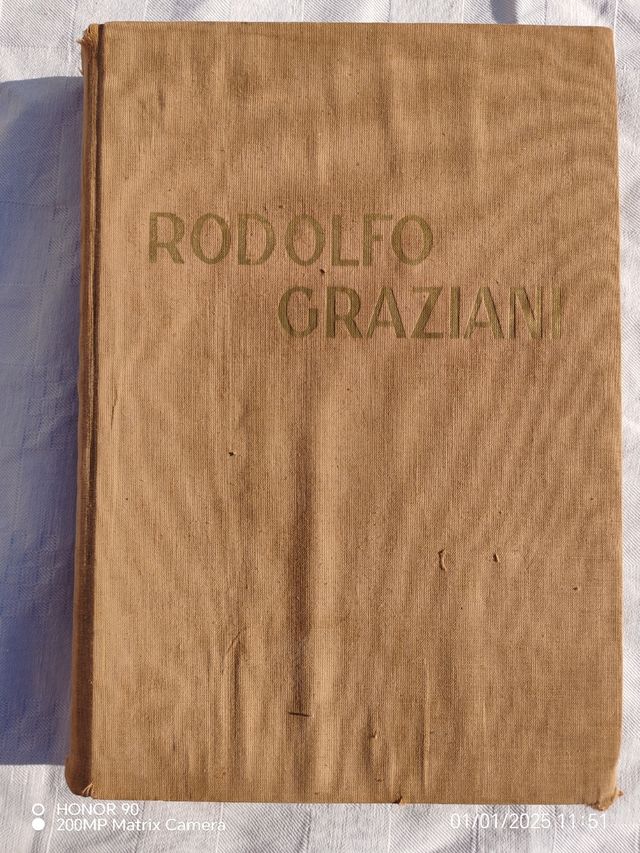 RODOLFO
GRAZIANI
HONOR 90
200MP Matrix Camera
01/01/2025 11:51